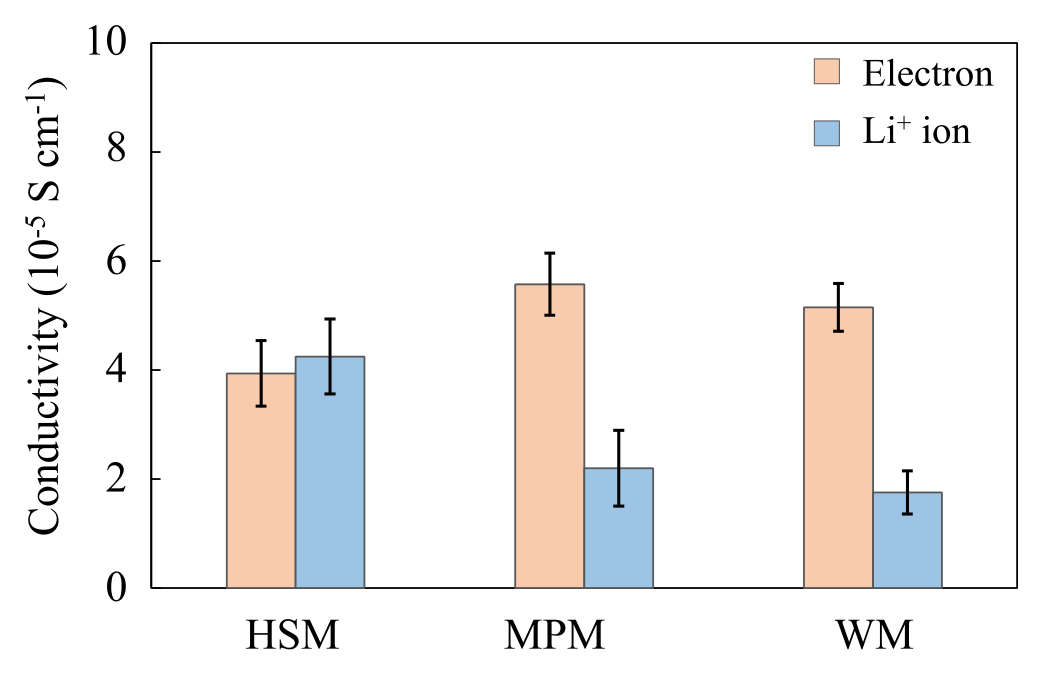 10
8
6
4
2
0
Conductivity (10⁻⁵ S cm⁻¹)
Electron
Li⁺ ion
HSM MPM WM